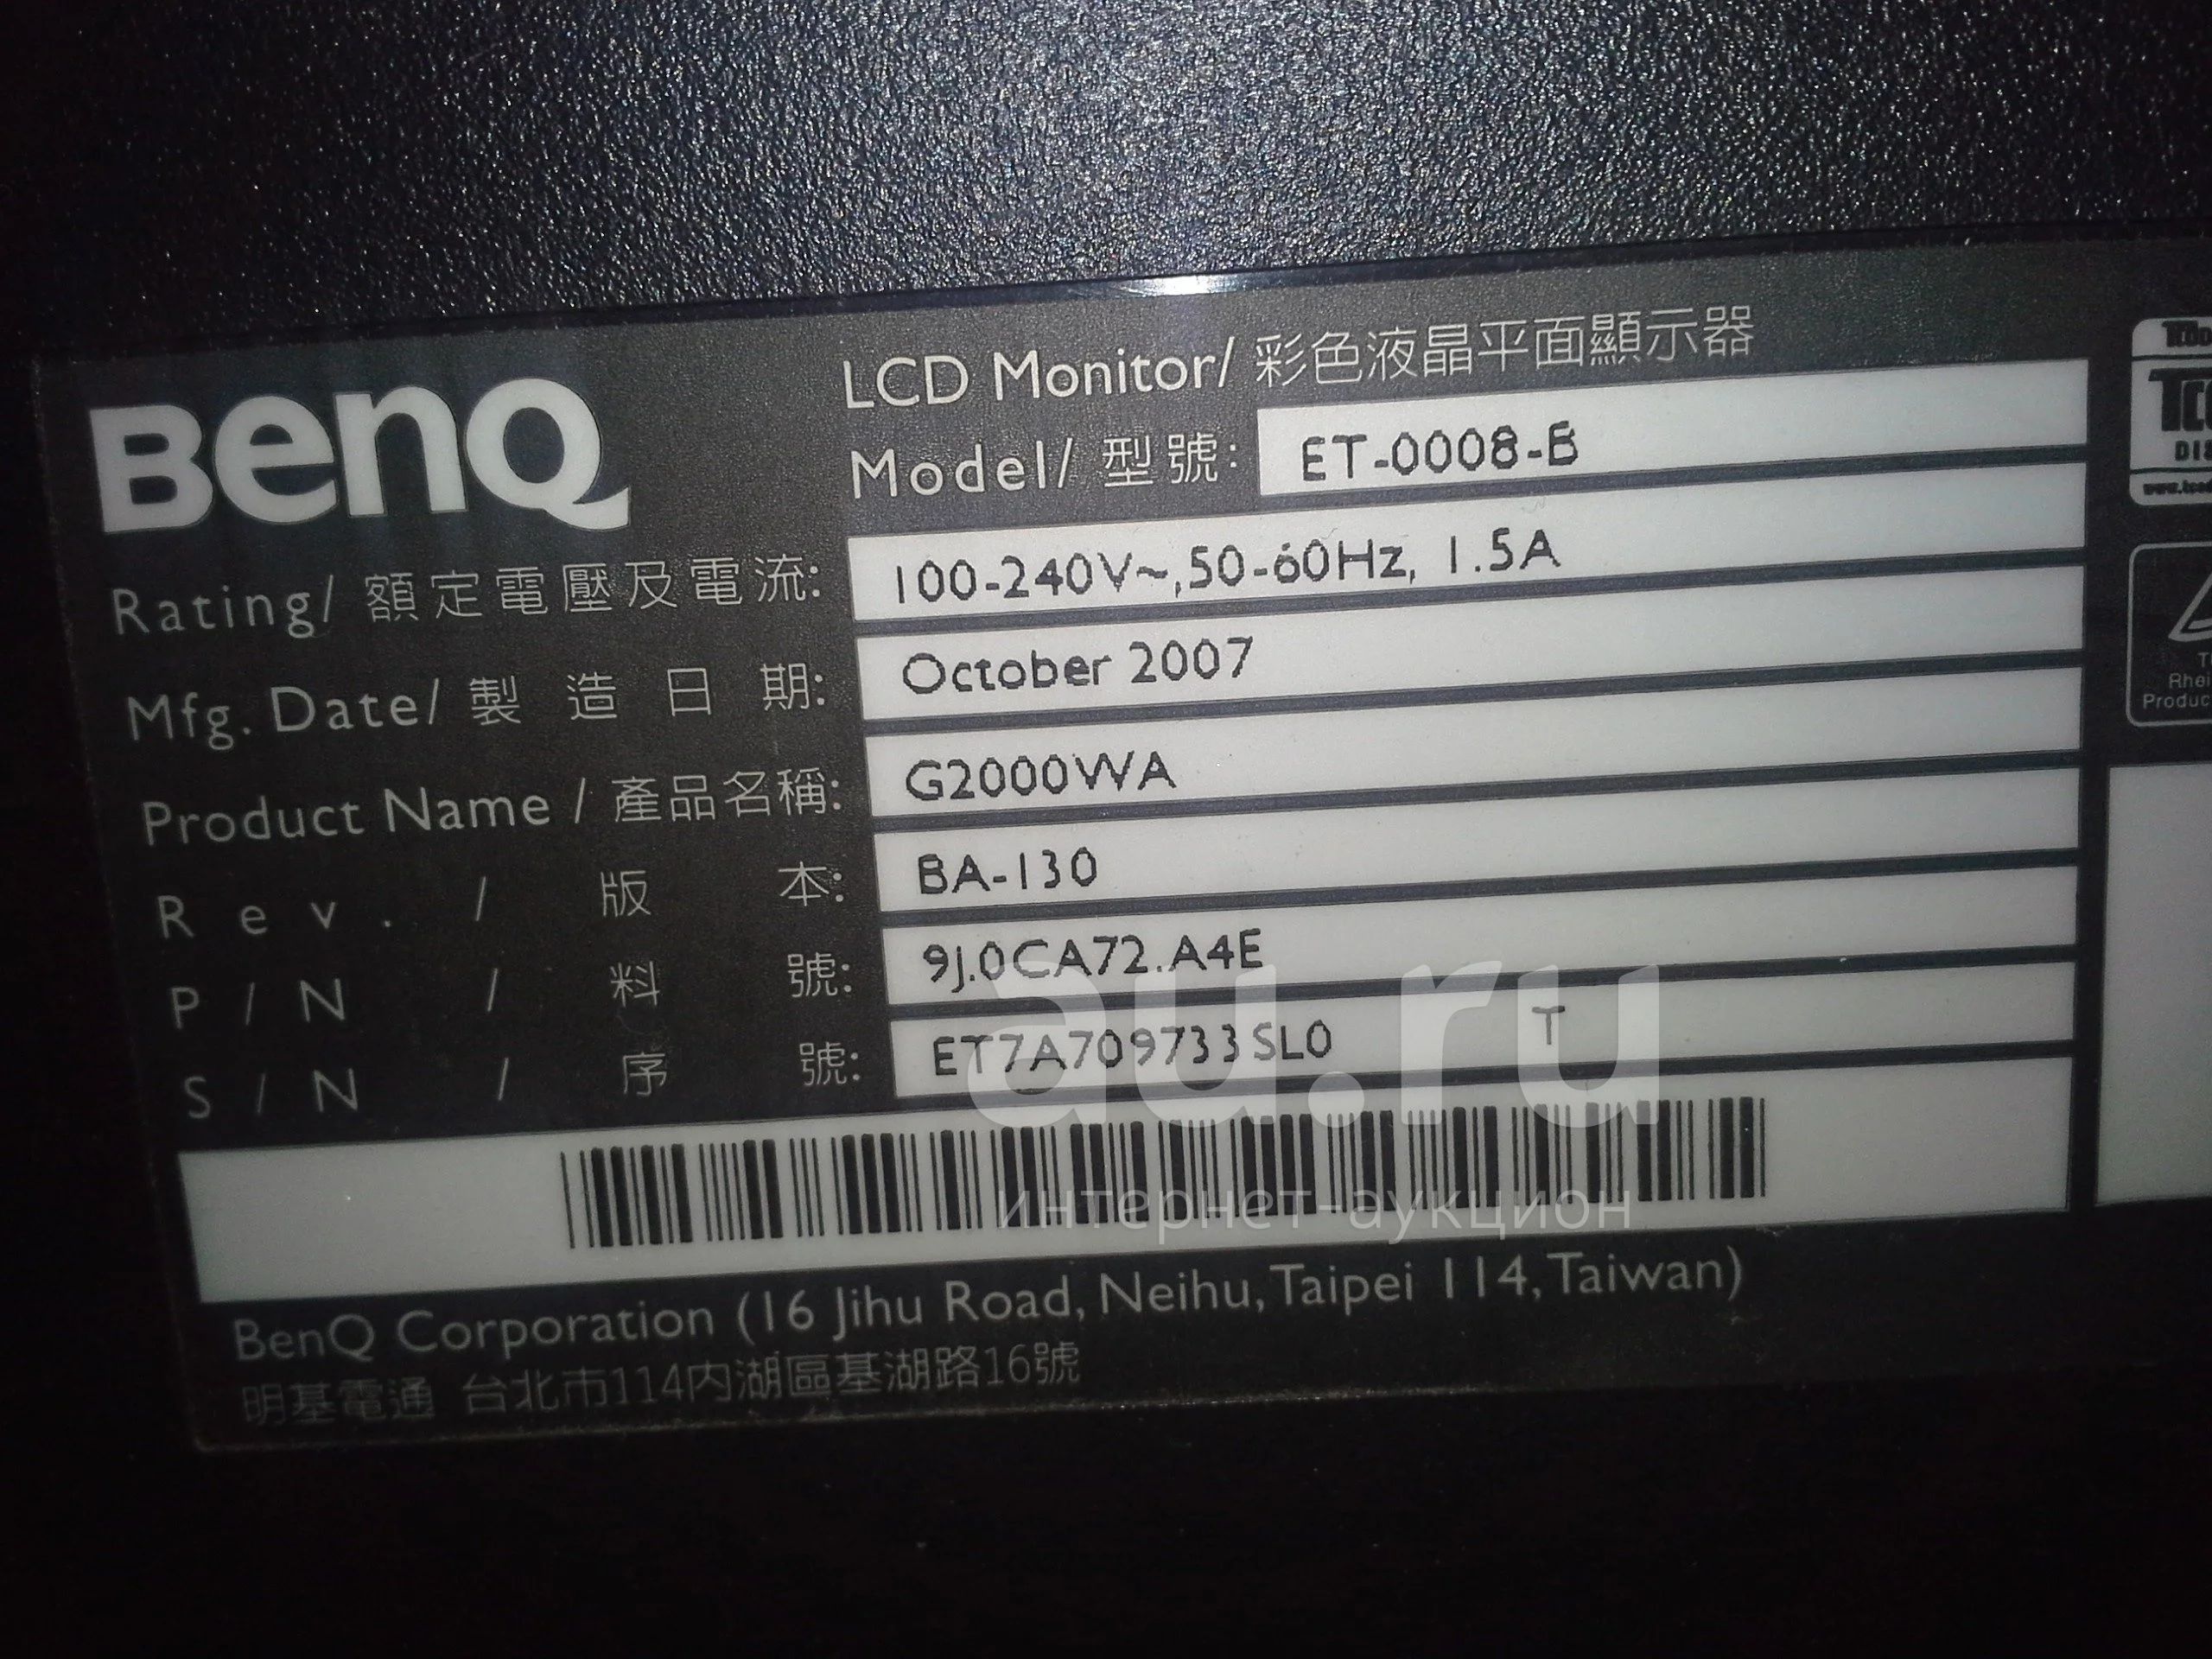 BenQ
LCD Monitor/ 彩色液晶平面顯示器
Model/ 型號: ET-0008-B
Rating/ 額定電壓及電流: 100-240V~,50-60Hz, 1.5A
Mfg. Date/ 製造日期: October 2007
Product Name / 產品名稱: G2000WA
Rev. / 版本: BA-130
P/N / 料號: 9J.0CA72.A4E
S/N / 序號: ET7A709733SL0 T
BenQ Corporation (16 Jihu Road, Neihu, Taipei 114, Taiwan)
明基電通 台北市114內湖區基湖路16號
au.ru
интернет-аукцион